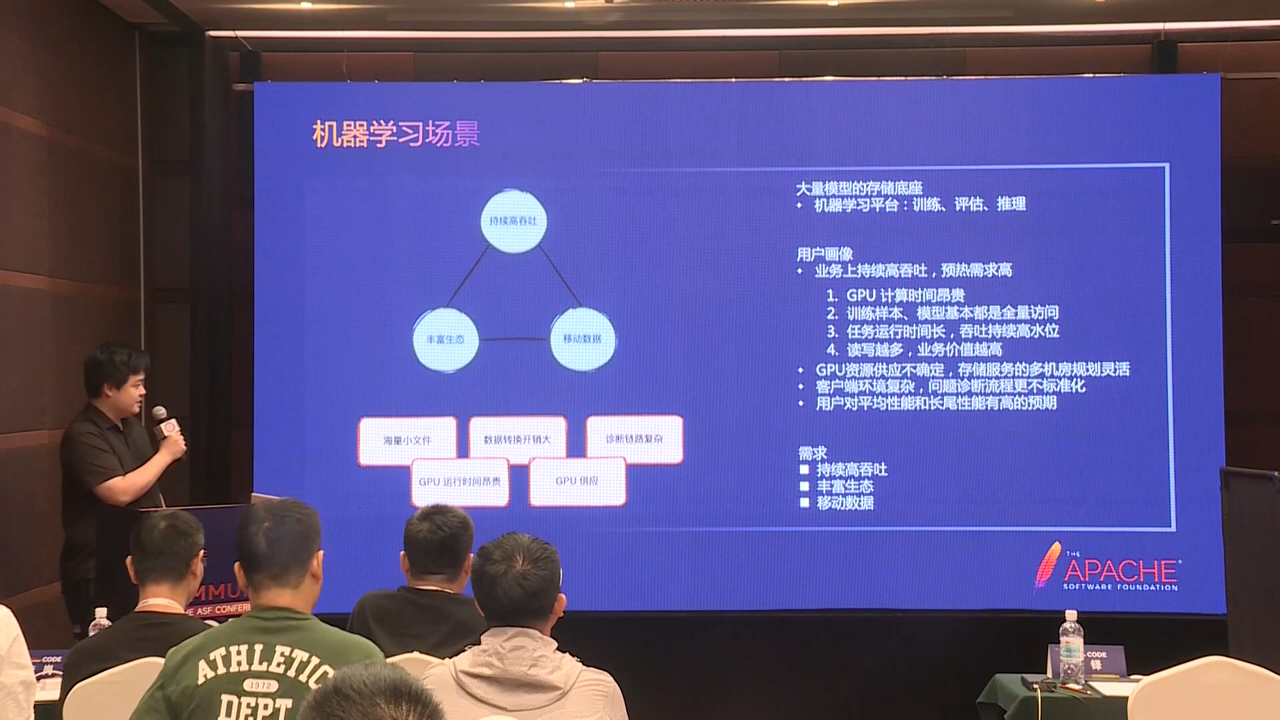 机器学习场景
持续高吞吐
丰富生态
移动数据
海量小文件
数据转换开销大
诊断链路复杂
GPU 运行时间昂贵
GPU 供应
大量模型的存储底座
• 机器学习平台：训练、评估、推理
用户画像
• 业务上持续高吞吐，预热需求高
1. GPU 计算时间昂贵
2. 训练样本、模型基本都是全量访问
3. 任务运行时间长，吞吐持续高水位
4. 读写越多，业务价值越高
• GPU资源供应不确定，存储服务的多机房规划灵活
• 客户端环境复杂，问题诊断流程更不标准化
• 用户对平均性能和长尾性能有高的预期
需求
■ 持续高吞吐
■ 丰富生态
■ 移动数据
THE
APACHE
SOFTWARE FOUNDATION
MMU
HE ASF CONFERE
ATHLETIC
1972
DEPT
CODE
CODE
铎